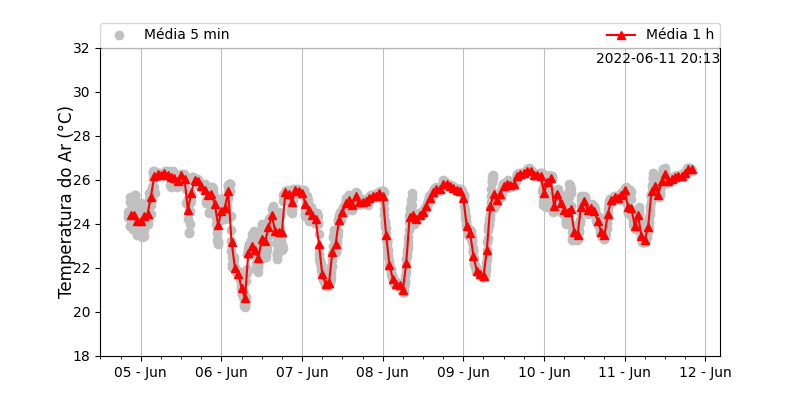 Média 5 min
Média 1 h
2022-06-11 20:13
Temperatura do Ar (°C)
32
30
28
26
24
22
20
18
05 - Jun
06 - Jun
07 - Jun
08 - Jun
09 - Jun
10 - Jun
11 - Jun
12 - Jun